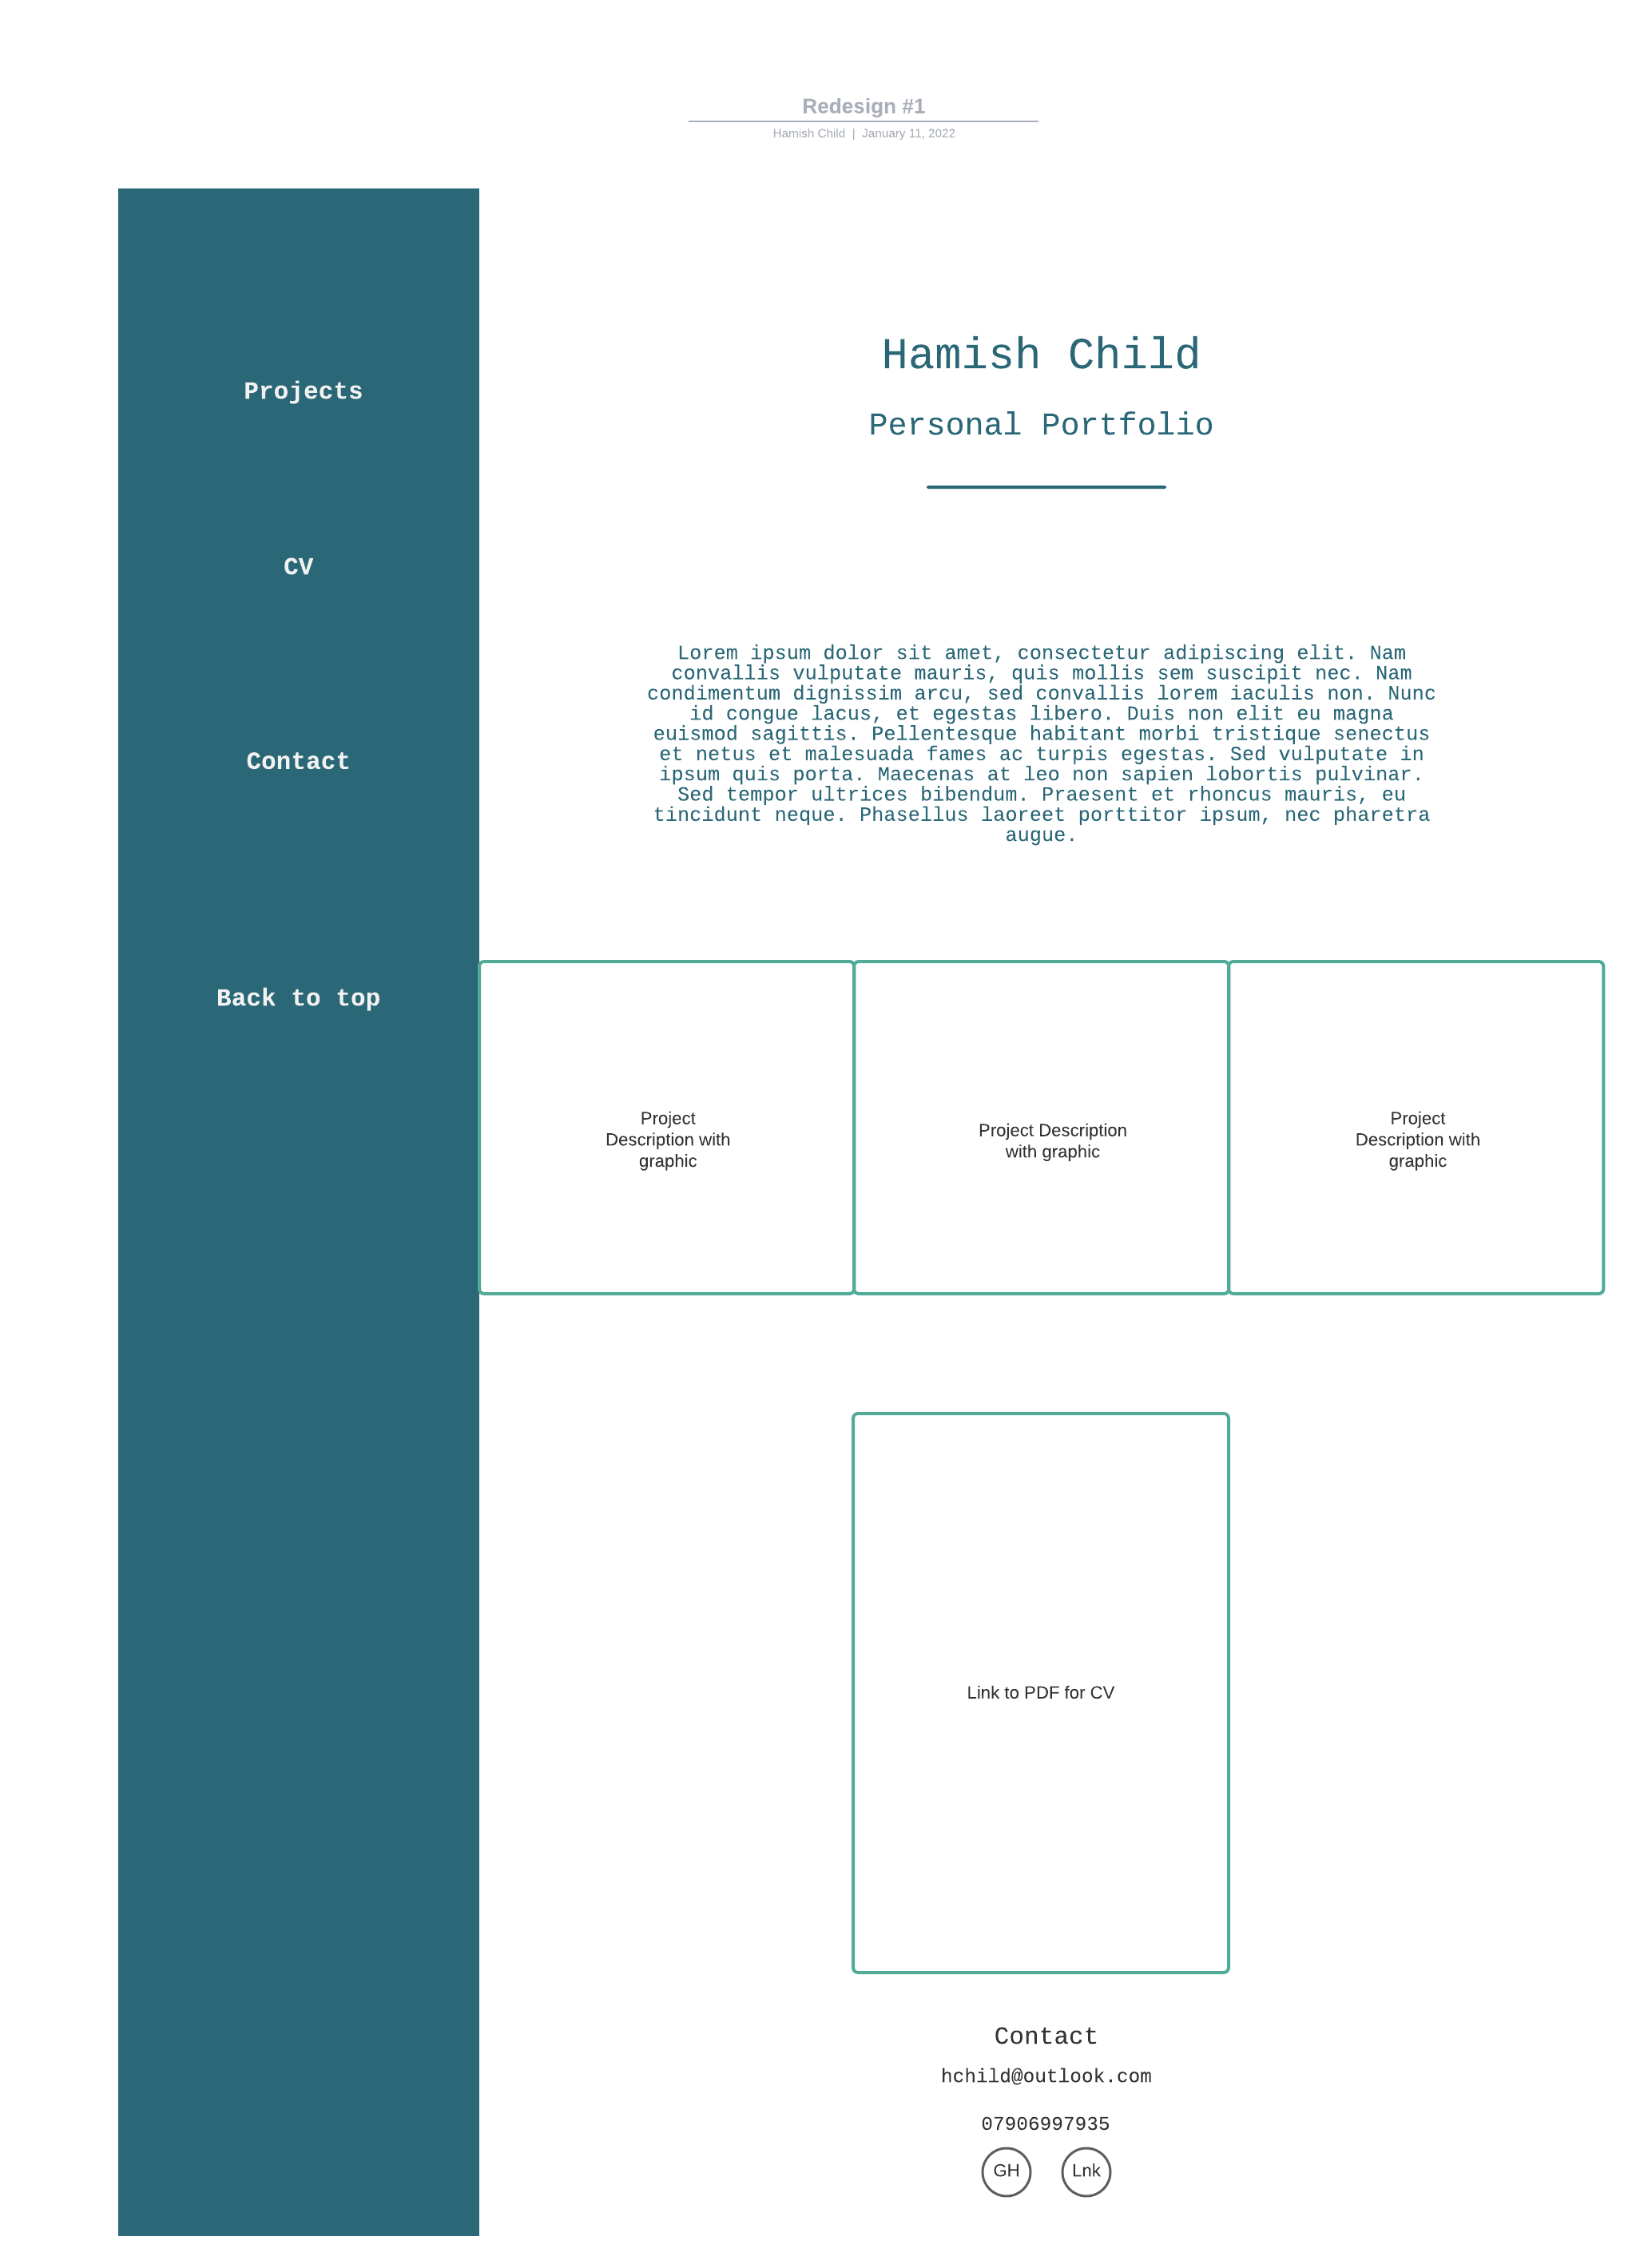 Redesign #1
Hamish Child | January 11, 2022
Projects
CV
Contact
Back to top
Hamish Child
Personal Portfolio
Lorem ipsum dolor sit amet, consectetur adipiscing elit. Nam
convallis vulputate mauris, quis mollis sem suscipit nec. Nam
condimentum dignissim arcu, sed convallis lorem iaculis non. Nunc
id congue lacus, et egestas libero. Duis non elit eu magna
euismod sagittis. Pellentesque habitant morbi tristique senectus
et netus et malesuada fames ac turpis egestas. Sed vulputate in
ipsum quis porta. Maecenas at leo non sapien lobortis pulvinar.
Sed tempor ultrices bibendum. Praesent et rhoncus mauris, eu
tincidunt neque. Phasellus laoreet porttitor ipsum, nec pharetra
augue.
Project
Description with
graphic
Project Description
with graphic
Project
Description with
graphic
Link to PDF for CV
Contact
hchild@outlook.com
07906997935
GH
Lnk